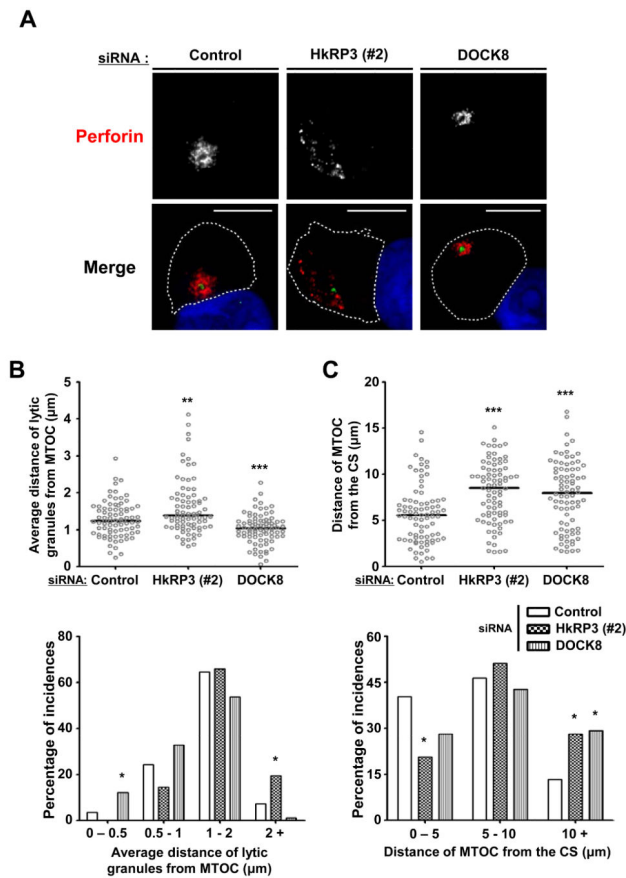 A
siRNA : Control HkRP3 (#2) DOCK8
Perforin
Merge
B
Average distance of lytic
granules from MTOC (μm)
5
4
3
2
1
0
**
***
siRNA: Control HkRP3 (#2) DOCK8
C
Distance of MTOC
from the CS (μm)
20
15
10
5
0
***
***
siRNA: Control HkRP3 (#2) DOCK8
Percentage of incidences
80
60
40
20
0
*
*
0 – 0.5 0.5 - 1 1 - 2 2 +
Average distance of lytic
granules from MTOC (μm)
siRNA
Control
HkRP3 (#2)
DOCK8
Percentage of incidences
60
45
30
15
*
* *
0 – 5 5 - 10 10 +
Distance of MTOC from the CS (μm)